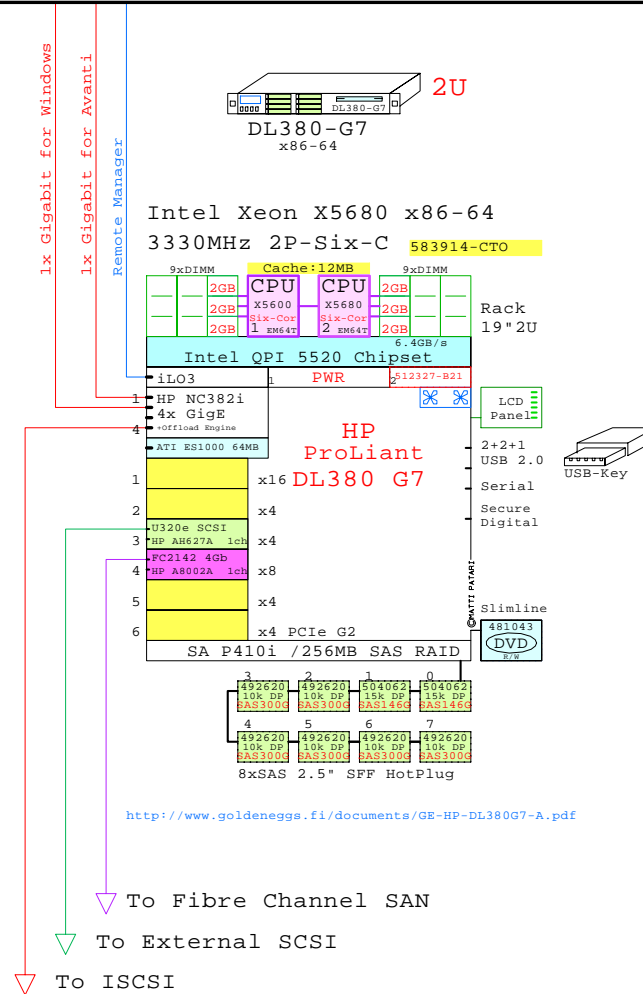 1x Gigabit for Windows
1x Gigabit for Avanti
Remote Manager
2U
DL380-G7
DL380-G7
x86-64
Intel Xeon X5680 x86-64
3330MHz 2P-Six-C 583914-CTO
9xDIMM Cache:12MB 9xDIMM
2GB CPU CPU 2GB
X5600 X5680
2GB 2GB
Six-Cor Six-Cor
2GB 1 EM64T 2 EM64T 2GB
Rack
19"2U
6.4GB/s
Intel QPI 5520 Chipset
iLO3 1 PWR 2 512327-B21
1 HP NC382i
4x GigE
4 +Offload Engine
ATI ES1000 64MB
LCD
Panel
HP
ProLiant
DL380 G7
2+2+1
USB 2.0
USB-Key
Serial
Secure
Digital
1 x16
2 x4
U320e SCSI
3 HP AH627A 1ch x4
FC2142 4Gb
4 HP A8002A 1ch x8
5 x4
6 x4 PCIe G2
©MATTI PATARI
Slimline
481043
DVD
R/W
SA P410i /256MB SAS RAID
3 2 1 0
492620 492620 504062 504062
10k DP 10k DP 15k DP 15k DP
SAS300G SAS300G SAS146G SAS146G
4 5 6 7
492620 492620 492620 492620
10k DP 10k DP 10k DP 10k DP
SAS300G SAS300G SAS300G SAS300G
8xSAS 2.5" SFF HotPlug
http://www.goldeneggs.fi/documents/GE-HP-DL380G7-A.pdf
To Fibre Channel SAN
To External SCSI
To ISCSI